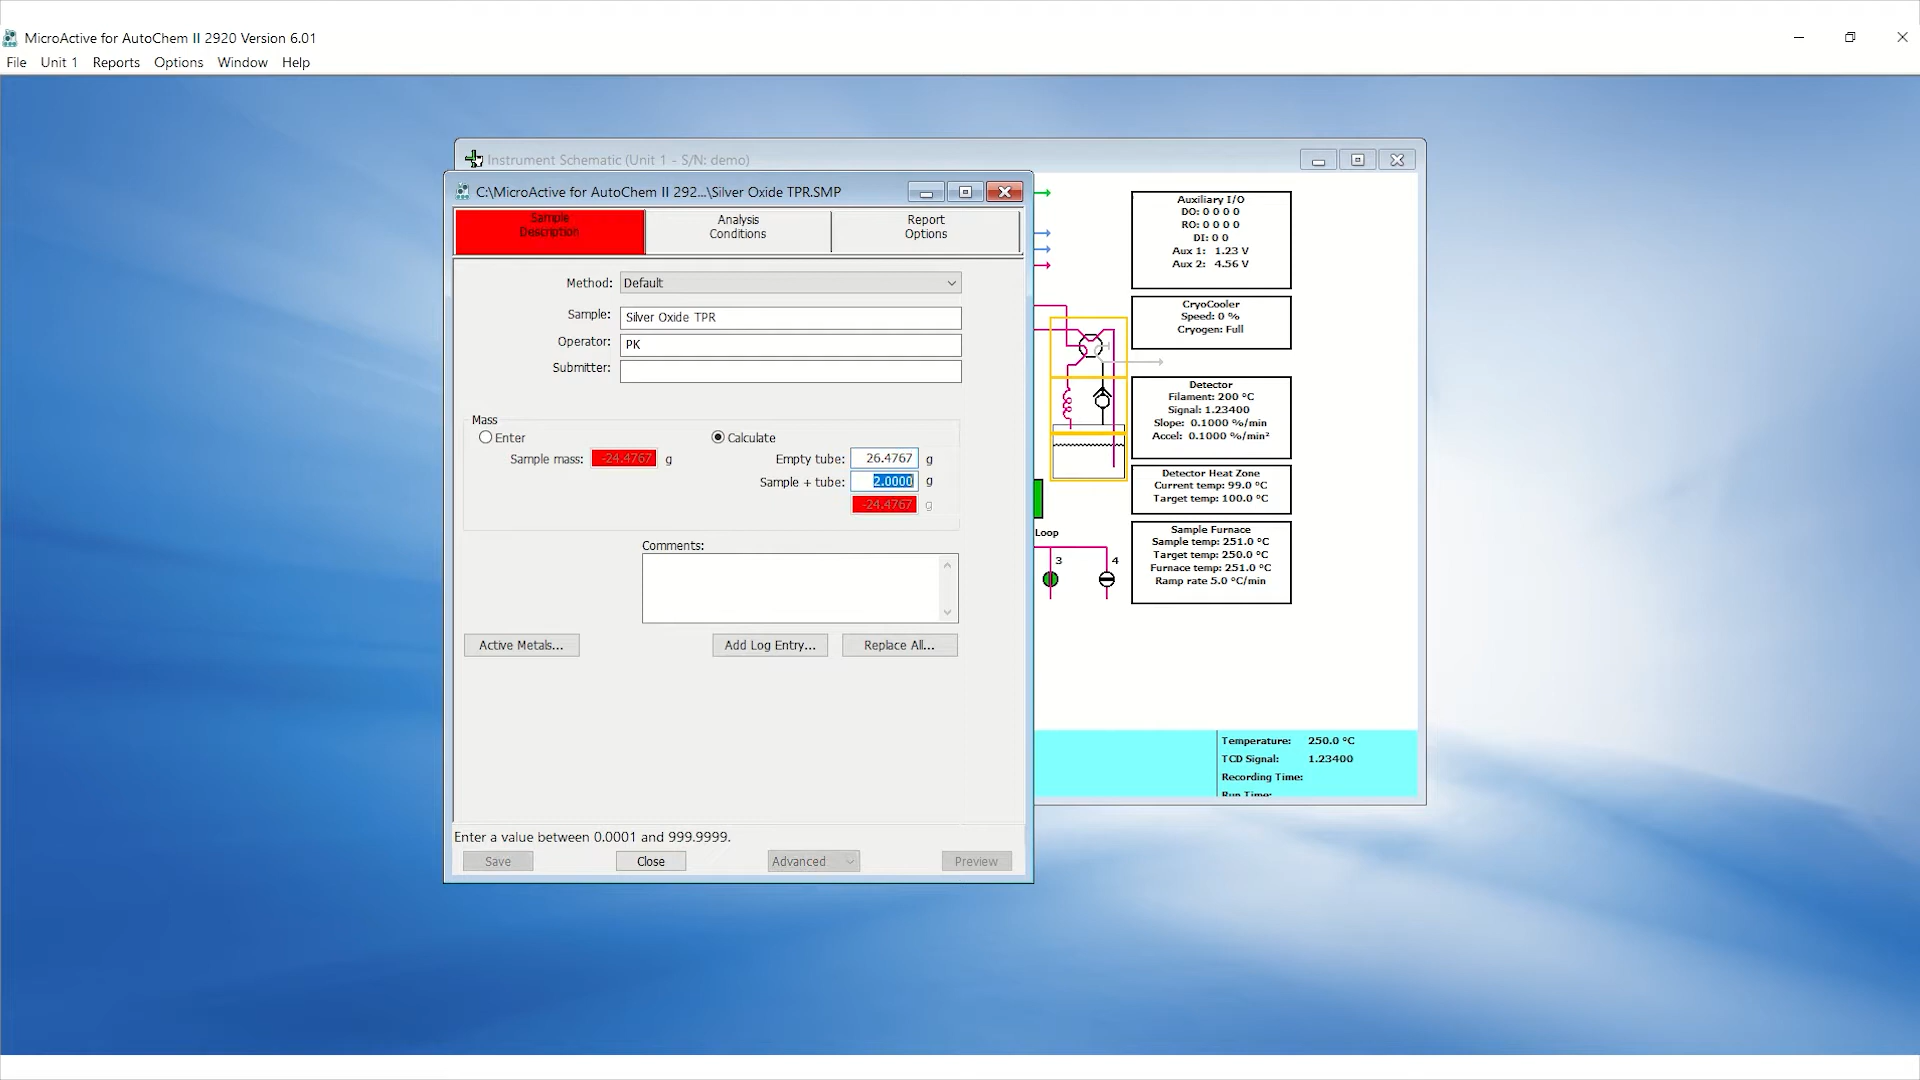 MicroActive for AutoChem II 2920 Version 6.01
File Unit 1 Reports Options Window Help
Instrument Schematic (Unit 1 - S/N: demo)
C:\MicroActive for AutoChem II 292...\Silver Oxide TPR.SMP
Sample Description
Analysis Conditions
Report Options
Method: Default
Sample: Silver Oxide TPR
Operator: PK
Submitter:
Mass
Enter
Calculate
Sample mass: -24.4767 g
Empty tube: 26.4767 g
Sample + tube: 2.0000 g
-24.4767 g
Comments:
Active Metals...
Add Log Entry...
Replace All...
Enter a value between 0.0001 and 999.9999.
Save
Close
Advanced
Preview
Auxiliary I/O
DO: 0 0 0 0
RO: 0 0 0 0
DI: 0 0
Aux 1: 1.23 V
Aux 2: 4.56 V
CryoCooler
Speed: 0 %
Cryogen: Full
Detector
Filament: 200 °C
Signal: 1.23400
Slope: 0.1000 %/min
Accel: 0.1000 %/min²
Detector Heat Zone
Current temp: 99.0 °C
Target temp: 100.0 °C
Sample Furnace
Sample temp: 251.0 °C
Target temp: 250.0 °C
Furnace temp: 251.0 °C
Ramp rate 5.0 °C/min
Loop
3
4
Temperature: 250.0 °C
TCD Signal: 1.23400
Recording Time:
Run Time: